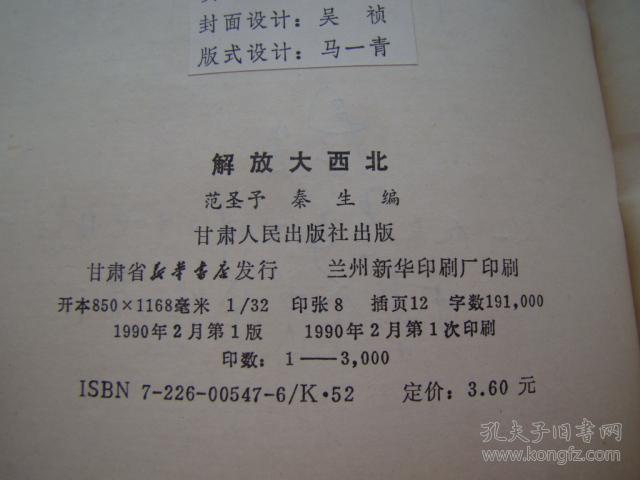 封面设计：吴 祯
版式设计：马一青
解放大西北
范圣予 秦 生 编
甘肃人民出版社出版
甘肃省新华书店发行 兰州新华印刷厂印刷
开本850×1168毫米 1/32 印张8 插页12 字数191,000
1990年2月第1版 1990年2月第1次印刷
印数：1——3,000
ISBN 7-226-00547-6/K·52 定价：3.60 元
孔夫子旧书网
www.kongfz.com